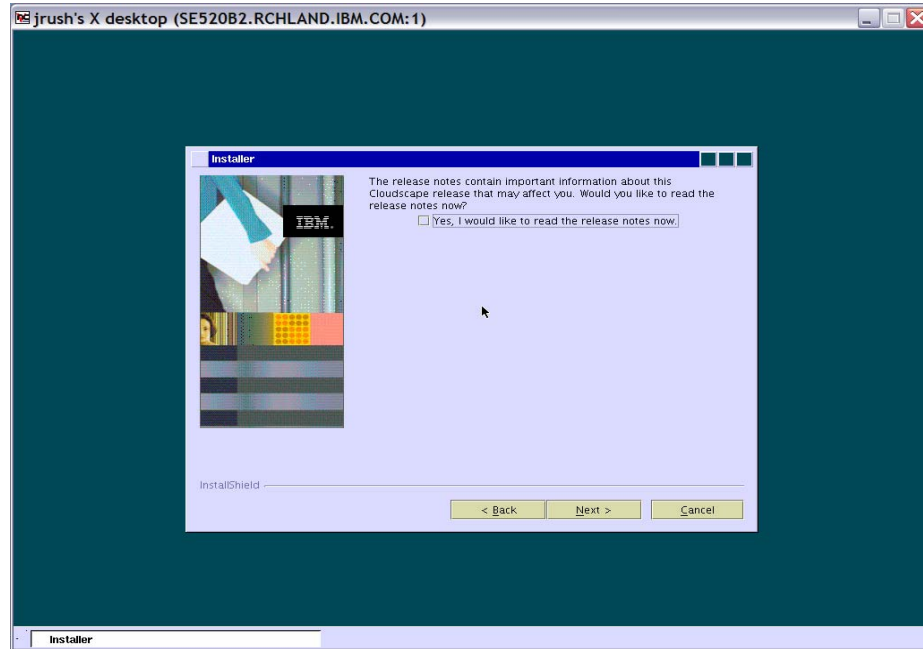 jrush's X desktop (SE520B2.RCHLAND.IBM.COM:1)
Installer
The release notes contain important information about this
Cloudscape release that may affect you. Would you like to read the
release notes now?
Yes, I would like to read the release notes now.
IBM.
InstallShield
< Back
Next >
Cancel
Installer